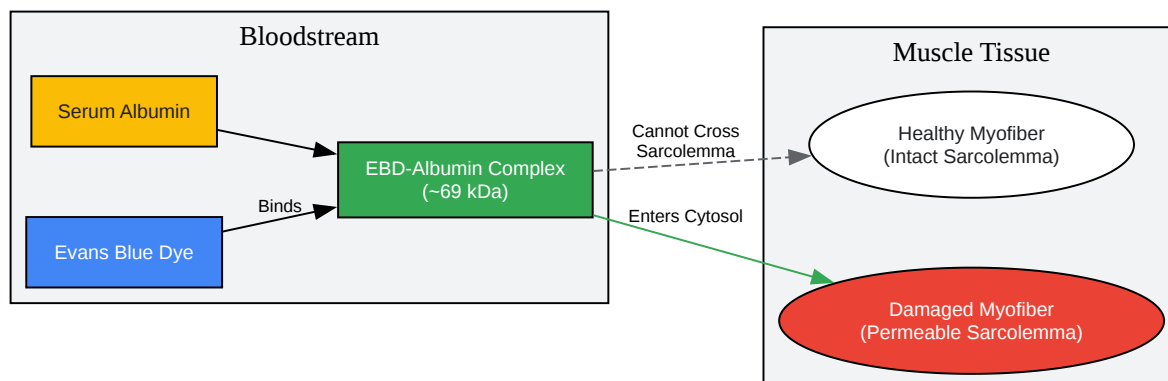 Bloodstream
Serum Albumin
Evans Blue Dye
Binds
EBD-Albumin Complex
(~69 kDa)
Cannot Cross
Sarcolemma
Enters Cytosol
Muscle Tissue
Healthy Myofiber
(Intact Sarcolemma)
Damaged Myofiber
(Permeable Sarcolemma)